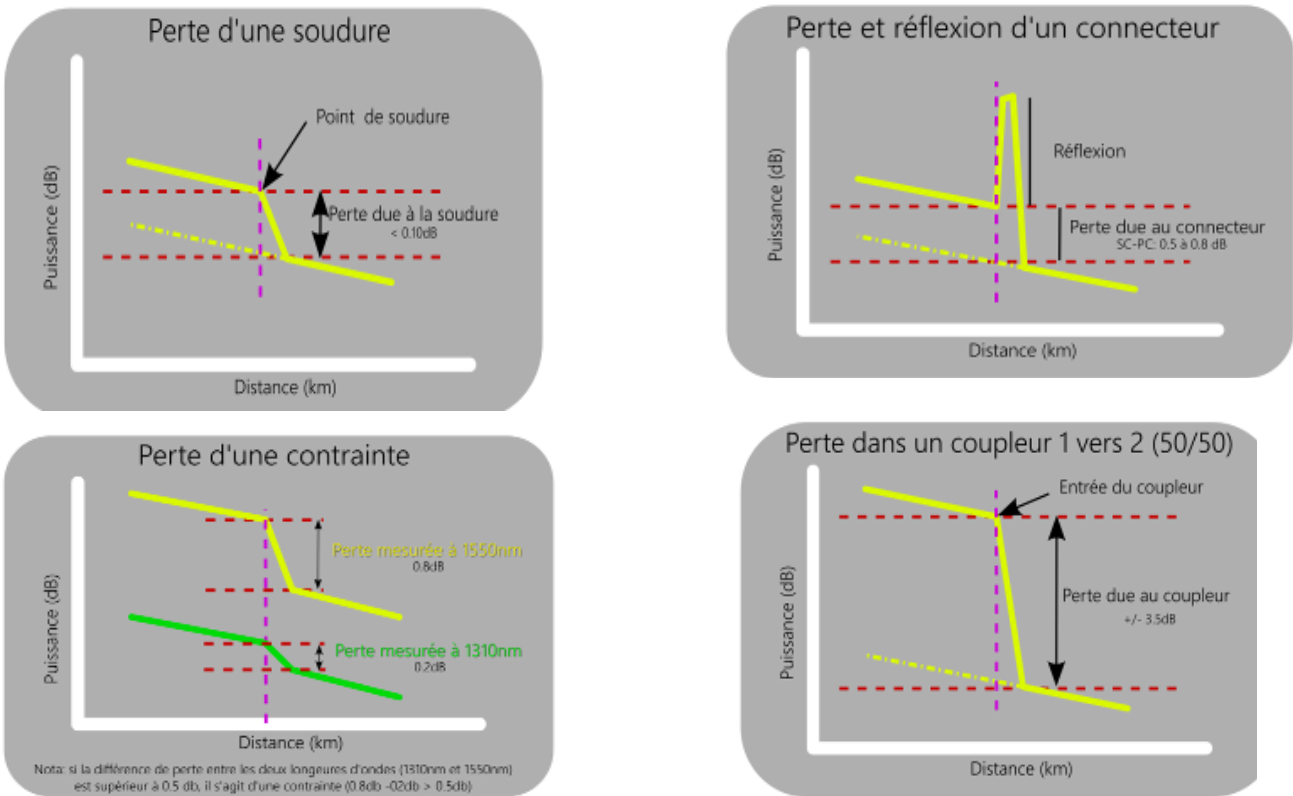 Perte d'une soudure
Point de soudure
Perte due à la soudure
< 0.10dB
Puissance (dB)
Distance (km)
Perte et réflexion d'un connecteur
Réflexion
Perte due au connecteur
SC-PC: 0.5 à 0.8 dB
Puissance (dB)
Distance (km)
Perte d'une contrainte
Perte mesurée à 1550nm
0.8dB
Perte mesurée à 1310nm
0.2dB
Puissance (dB)
Distance (km)
Nota: si la différence de perte entre les deux longeures d'ondes (1310nm et 1550nm)
est supérieur à 0.5 db, il s'agit d'une contrainte (0.8db -02db > 0.5db)
Perte dans un coupleur 1 vers 2 (50/50)
Entrée du coupleur
Perte due au coupleur
+/- 3.5dB
Puissance (dB)
Distance (km)